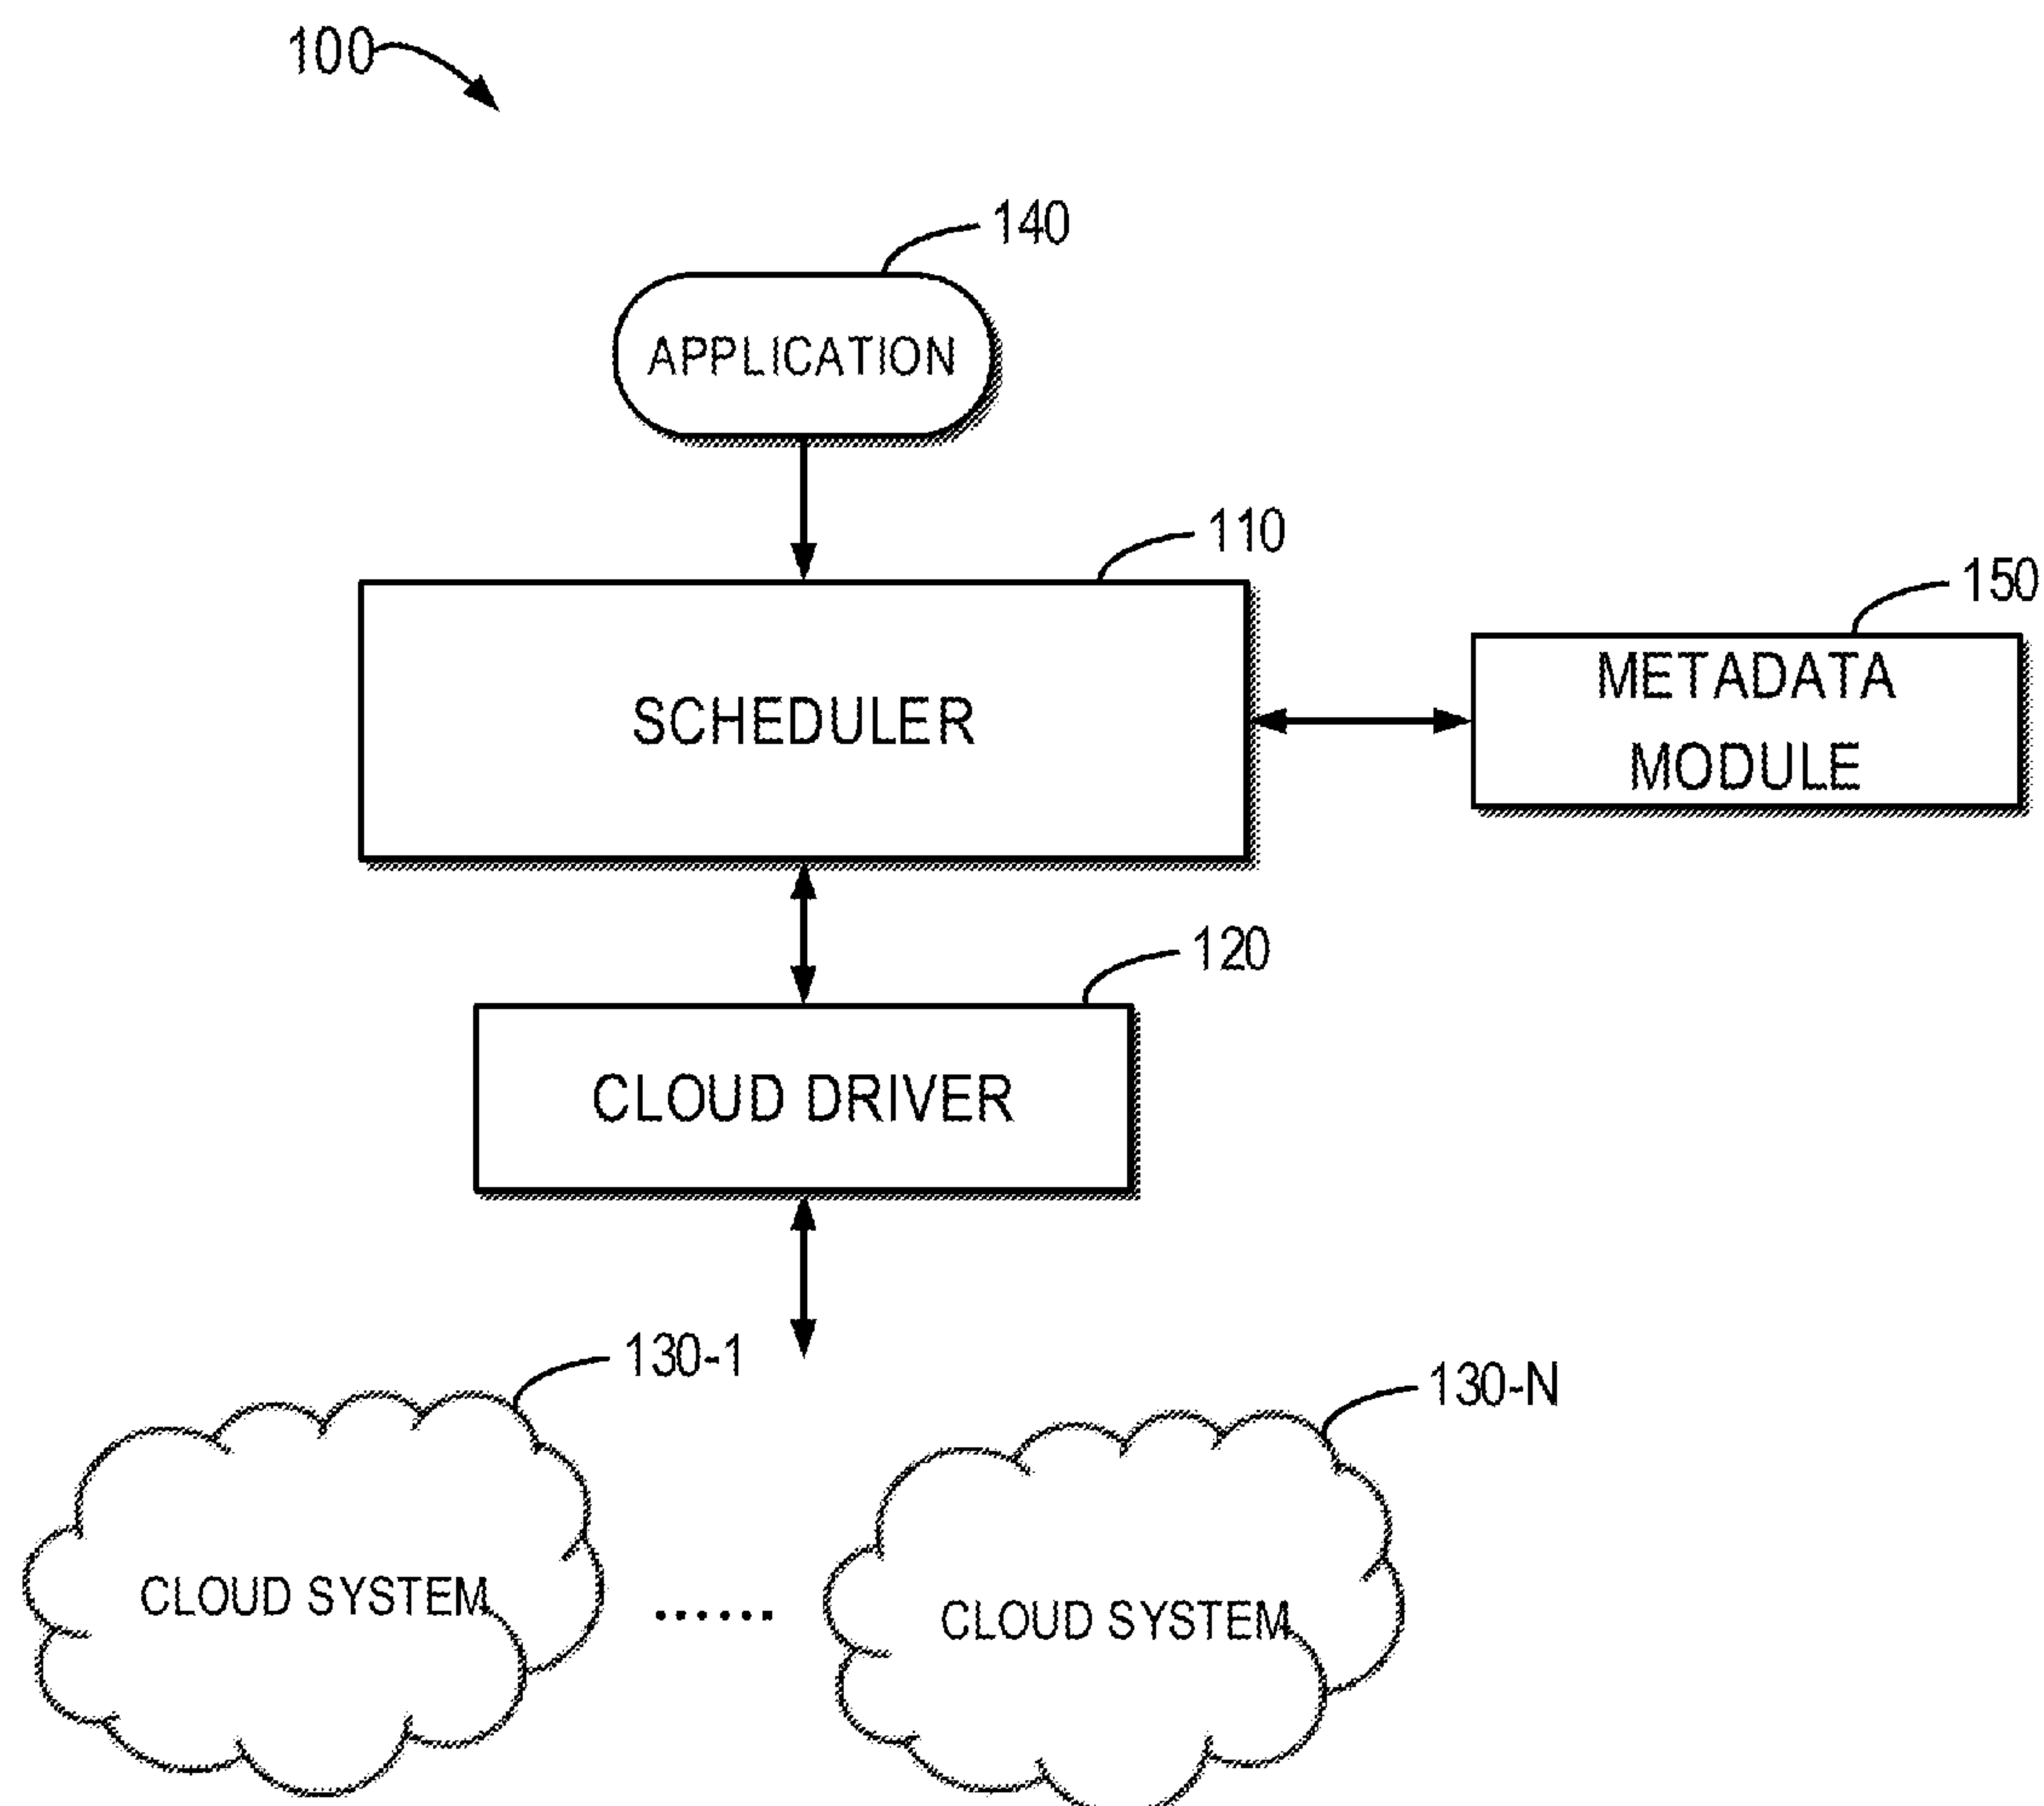 100
140
APPLICATION
110
150
SCHEDULER
METADATA
MODULE
120
CLOUD DRIVER
130-1
130-N
CLOUD SYSTEM
......
CLOUD SYSTEM